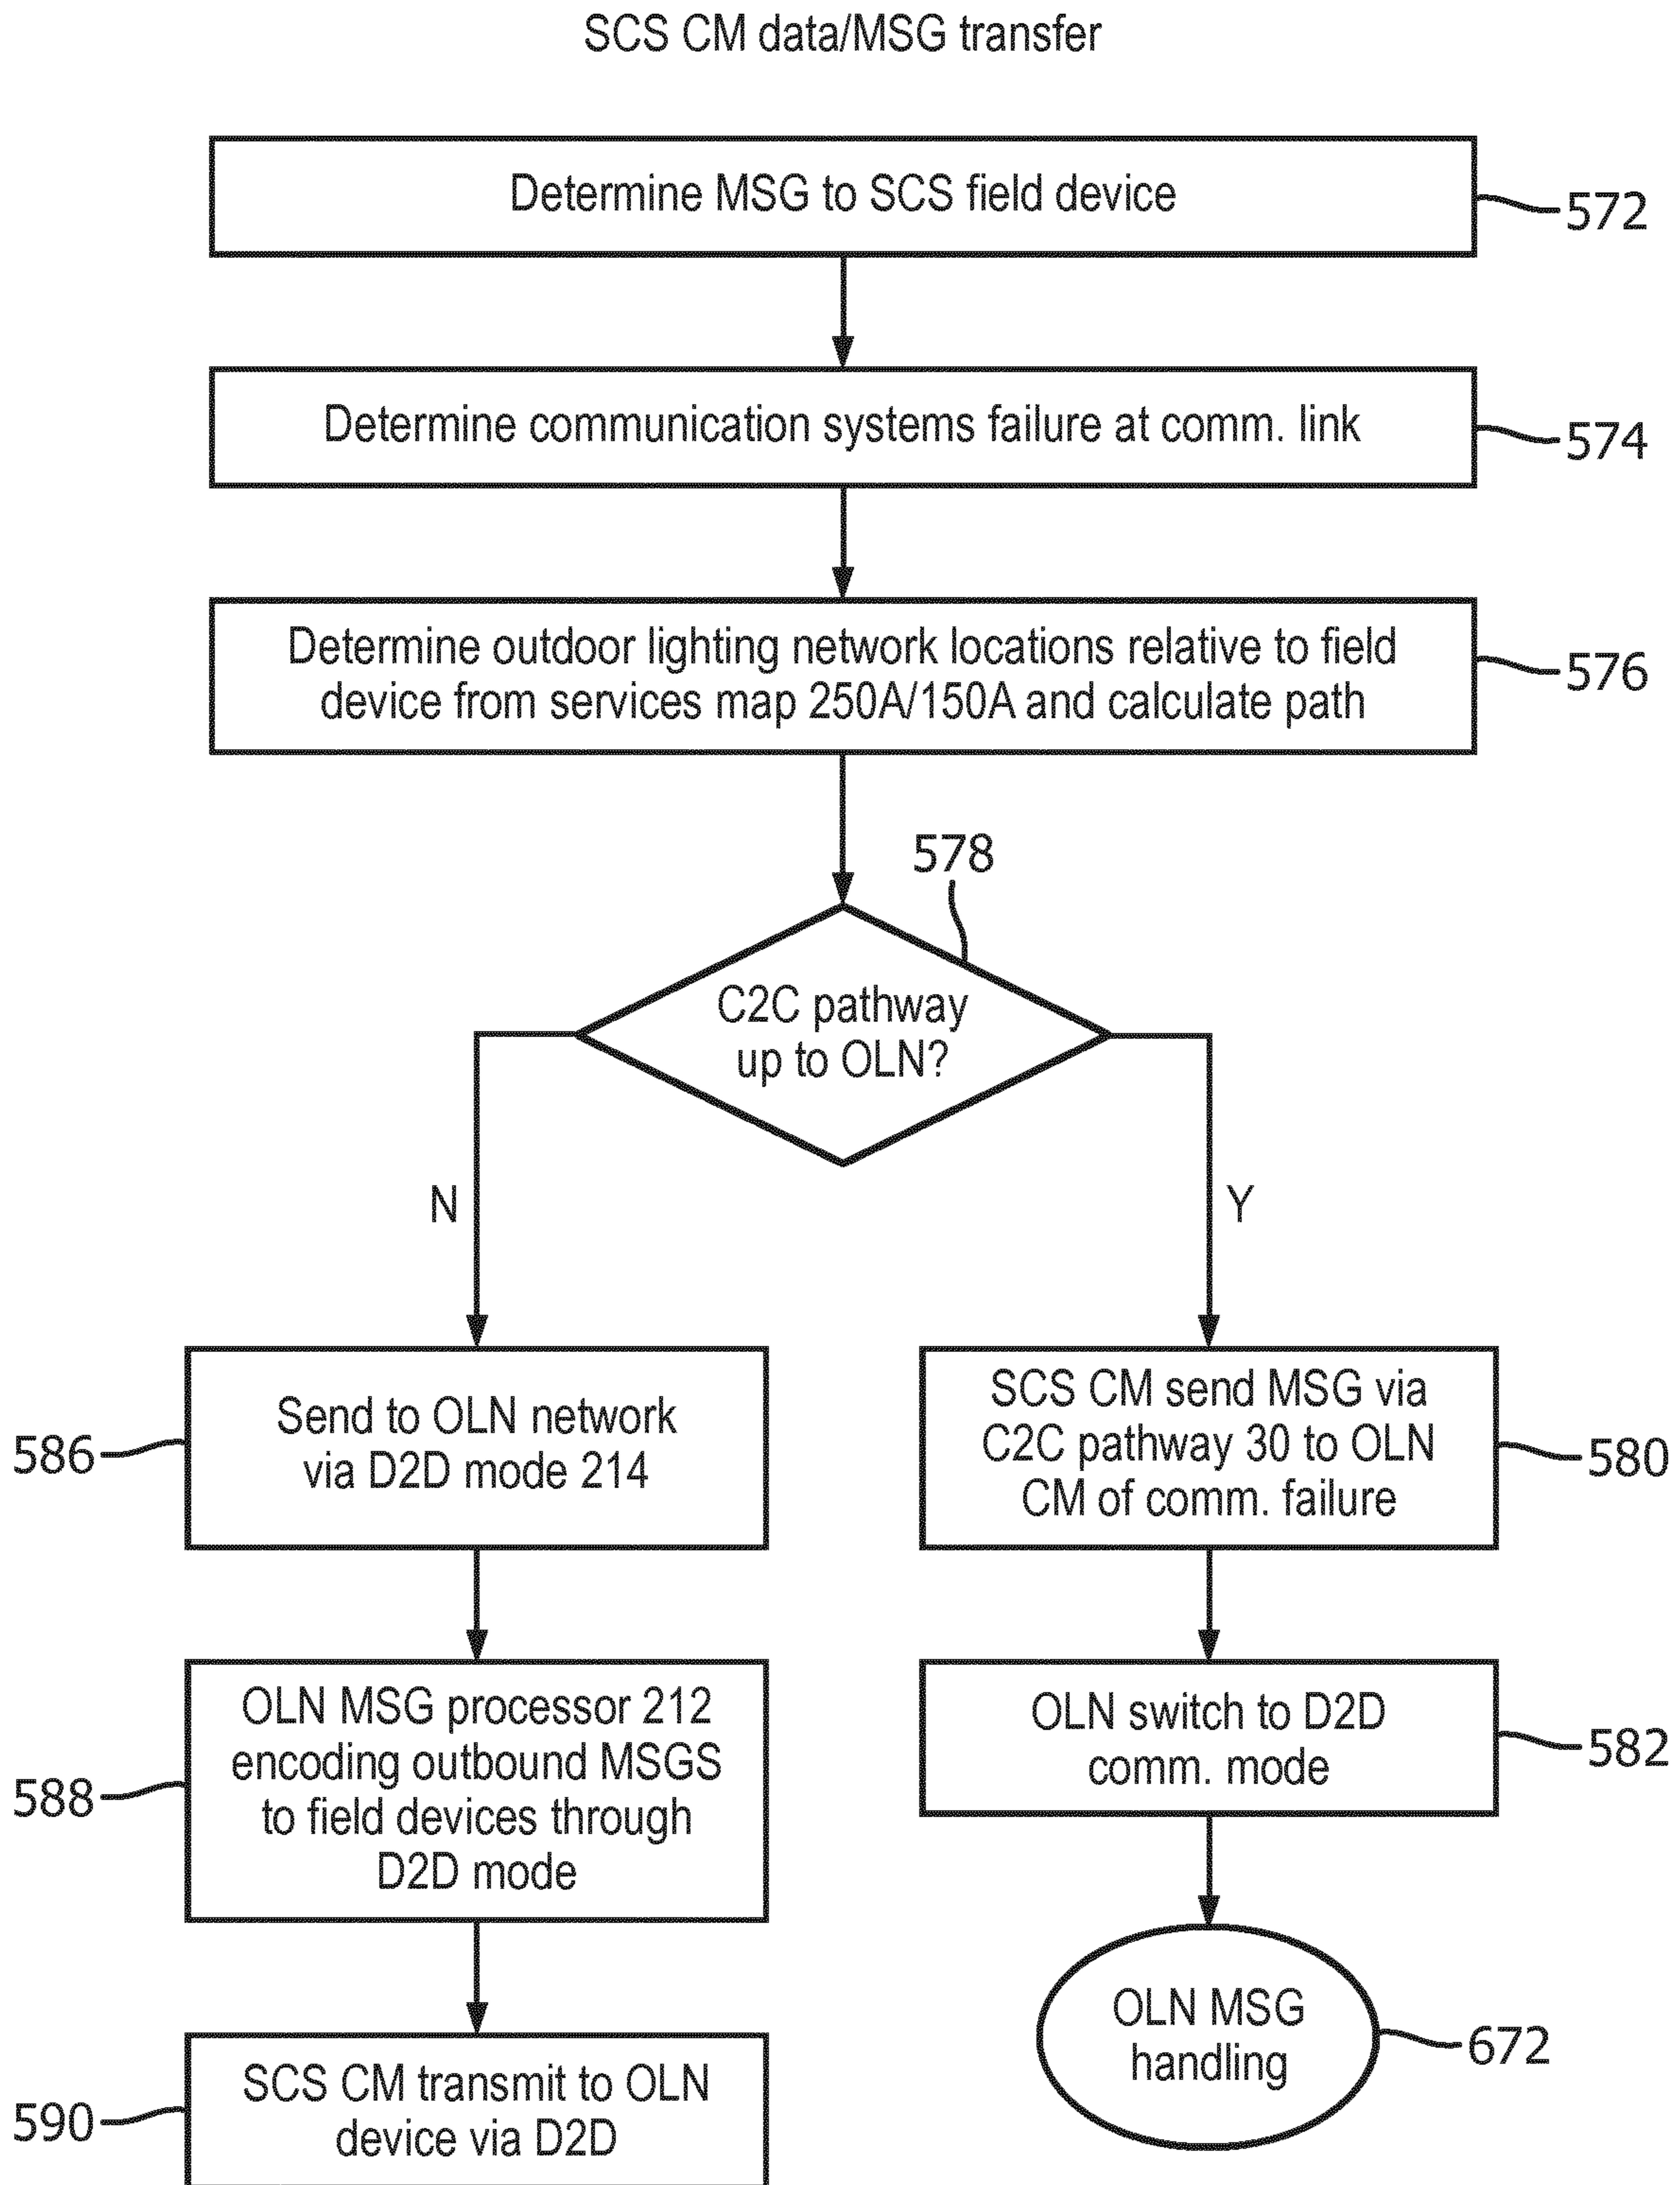 SCS CM data/MSG transfer
Determine MSG to SCS field device
572
Determine communication systems failure at comm. link
574
Determine outdoor lighting network locations relative to field
device from services map 250A/150A and calculate path
576
578
C2C pathway
up to OLN?
N
Y
586
Send to OLN network
via D2D mode 214
SCS CM send MSG via
C2C pathway 30 to OLN
CM of comm. failure
580
588
OLN MSG processor 212
encoding outbound MSGS
to field devices through
D2D mode
OLN switch to D2D
comm. mode
582
590
SCS CM transmit to OLN
device via D2D
OLN MSG
handling
672